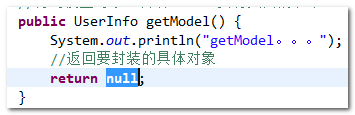 public UserInfo getModel() {
System.out.println("getModel。。。");
//返回要封装的具体对象
return null;
}